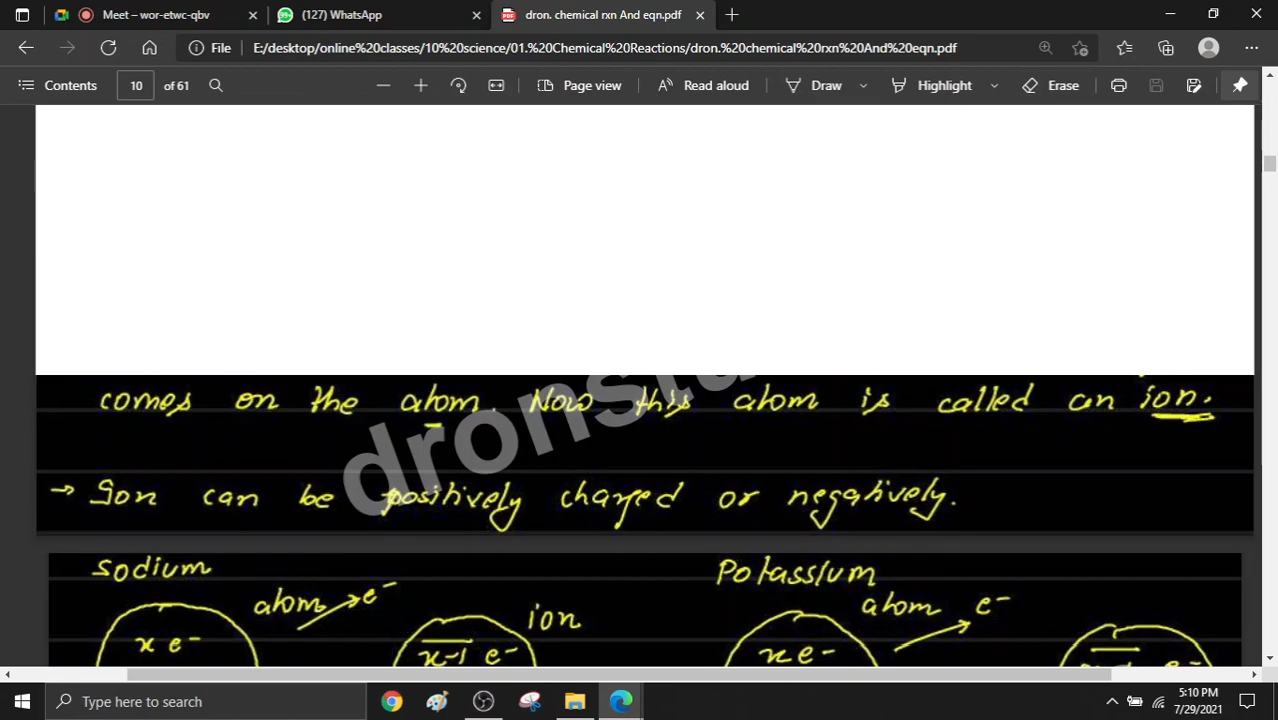 Meet – wor-etwc-qbv
(127) WhatsApp
dron. chemical rxn And eqn.pdf
File
E:/desktop/online%20classes/10%20science/01.%20Chemical%20Reactions/dron.%20chemical%20rxn%20And%20eqn.pdf
Contents
10
of 61
Page view
Read aloud
Draw
Highlight
Erase
comes on the atom. Now this atom is called an ion.
→ Ion can be positively charged or negatively.
sodium
atom
e⁻
ion
x e⁻
x-1 e⁻
Potassium
atom
e⁻
x e⁻
Type here to search
5:10 PM
7/29/2021